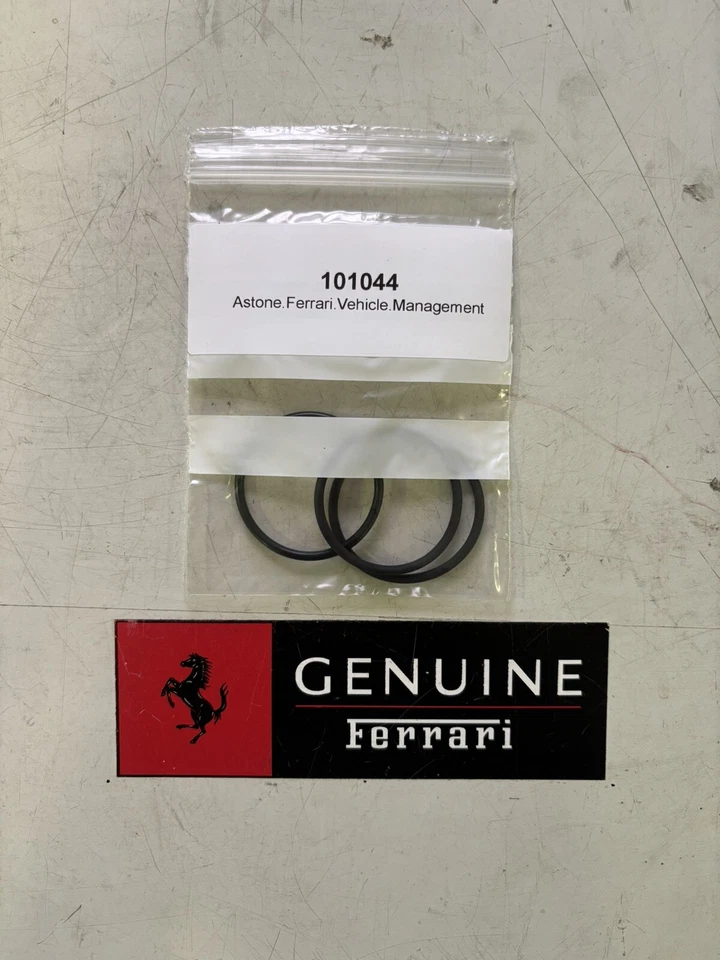 101044
Astone.Ferrari.Vehicle.Management
GENUINE
Ferrari